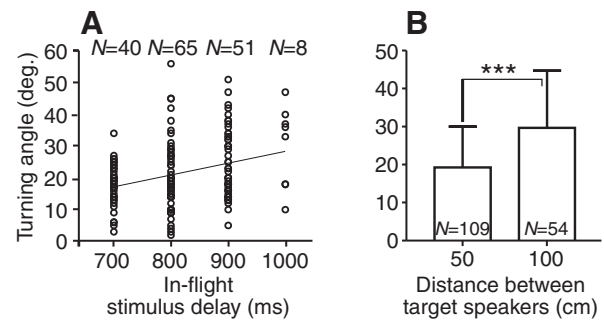 A
B
N=40 N=65 N=51 N=8
60
50
40
30
20
10
0
Turning angle (deg.)
700 800 900 1000
In-flight
stimulus delay (ms)
50
40
30
20
10
0
***
N=109 N=54
50 100
Distance between
target speakers (cm)